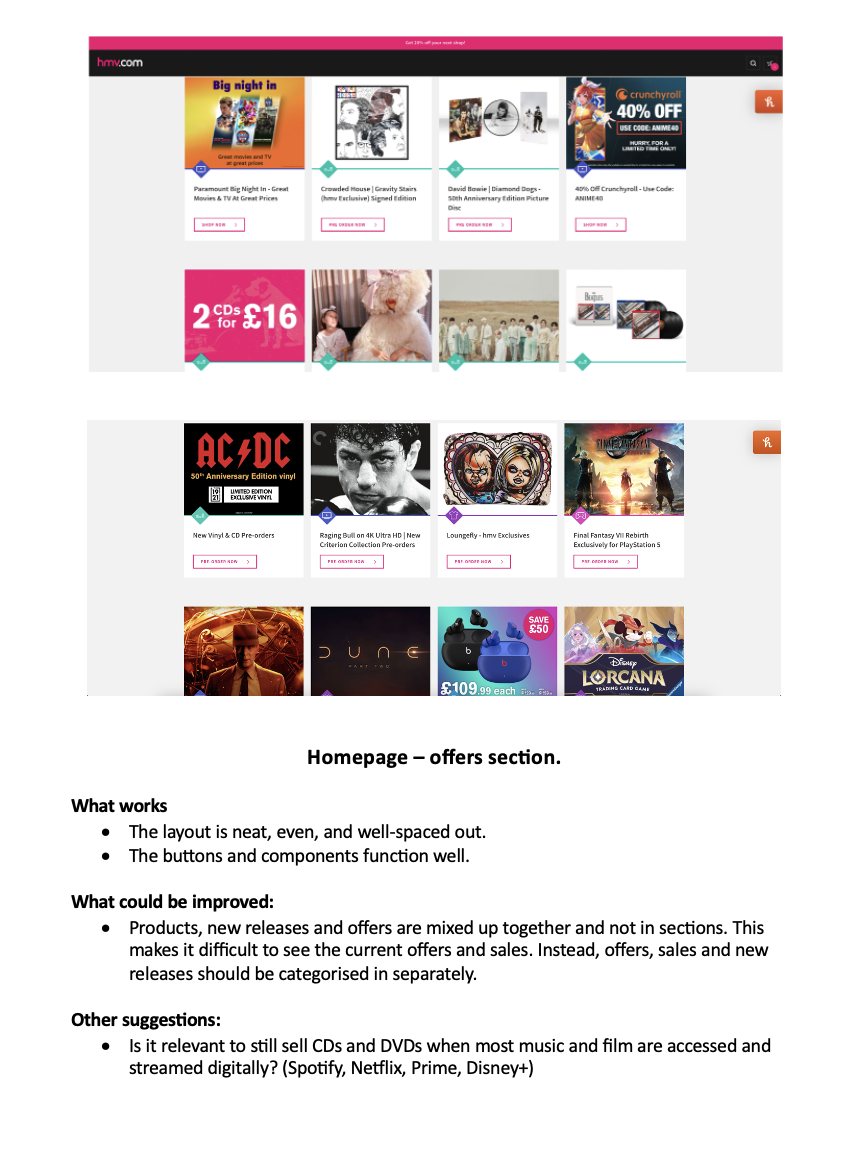 Get 10% off your next shop!
hmv.com
Big night in
Great movies and TV
at great prices
crunchyroll
40% OFF
USE CODE: ANIME40
HURRY, FOR A
LIMITED TIME ONLY!
Paramount Big Night In - Great
Movies & TV At Great Prices
Crowded House | Gravity Stairs
(hmv Exclusive) Signed Edition
David Bowie | Diamond Dogs -
50th Anniversary Edition Picture
Disc
40% Off Crunchyroll - Use Code:
ANIME40
SHOP NOW
PRE ORDER NOW
PRE ORDER NOW
SHOP NOW
2 CDs for £16
AC DC
50th Anniversary Edition vinyl
1921
LIMITED EDITION
EXCLUSIVE VINYL
FINAL FANTASY VII
New Vinyl & CD Pre-orders
Raging Bull on 4K Ultra HD | New
Criterion Collection Pre-orders
Loungefly - hmv Exclusives
Final Fantasy VII Rebirth
Exclusively for PlayStation 5
PRE ORDER NOW
PRE ORDER NOW
PRE ORDER NOW
PRE ORDER NOW
DUNE
PART TWO
SAVE
£50
£109.99 each
Disney
LORCANA
TRADING CARD GAME
Homepage – offers section.
What works
• The layout is neat, even, and well-spaced out.
• The buttons and components function well.
What could be improved:
• Products, new releases and offers are mixed up together and not in sections. This
makes it difficult to see the current offers and sales. Instead, offers, sales and new
releases should be categorised in separately.
Other suggestions:
• Is it relevant to still sell CDs and DVDs when most music and film are accessed and
streamed digitally? (Spotify, Netflix, Prime, Disney+)